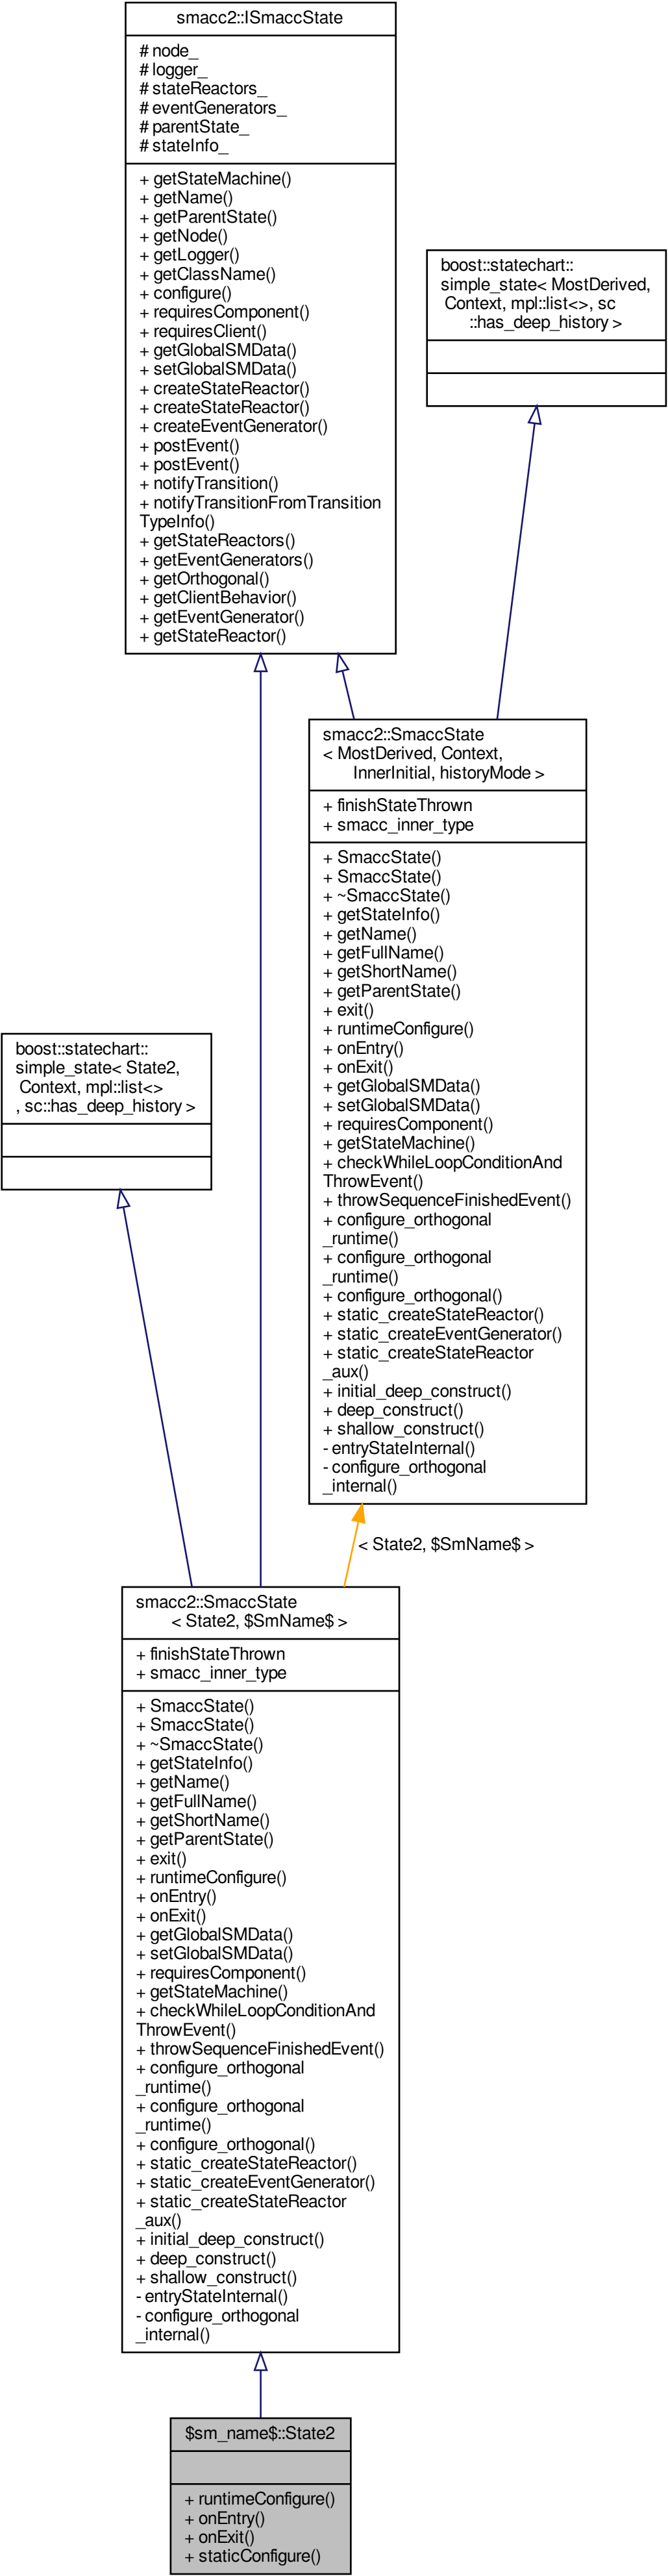 smacc2::ISmaccState
# node_
# logger_
# stateReactors_
# eventGenerators_
# parentState_
# stateInfo_
+ getStateMachine()
+ getName()
+ getParentState()
+ getNode()
+ getLogger()
+ getClassName()
+ configure()
+ requiresComponent()
+ requiresClient()
+ getGlobalSMData()
+ setGlobalSMData()
+ createStateReactor()
+ createStateReactor()
+ createEventGenerator()
+ postEvent()
+ postEvent()
+ notifyTransition()
+ notifyTransitionFromTransition
TypeInfo()
+ getStateReactors()
+ getEventGenerators()
+ getOrthogonal()
+ getClientBehavior()
+ getEventGenerator()
+ getStateReactor()
boost::statechart::
simple_state< MostDerived,
Context, mpl::list<>, sc
::has_deep_history >
smacc2::SmaccState
< MostDerived, Context,
InnerInitial, historyMode >
+ finishStateThrown
+ smacc_inner_type
+ SmaccState()
+ SmaccState()
+ ~SmaccState()
+ getStateInfo()
+ getName()
+ getFullName()
+ getShortName()
+ getParentState()
+ exit()
+ runtimeConfigure()
+ onEntry()
+ onExit()
+ getGlobalSMData()
+ setGlobalSMData()
+ requiresComponent()
+ getStateMachine()
+ checkWhileLoopConditionAnd
ThrowEvent()
+ throwSequenceFinishedEvent()
+ configure_orthogonal
_runtime()
+ configure_orthogonal
_runtime()
+ configure_orthogonal()
+ static_createStateReactor()
+ static_createEventGenerator()
+ static_createStateReactor
_aux()
+ initial_deep_construct()
+ deep_construct()
+ shallow_construct()
- entryStateInternal()
- configure_orthogonal
_internal()
boost::statechart::
simple_state< State2,
Context, mpl::list<>
, sc::has_deep_history >
< State2, $SmName$ >
smacc2::SmaccState
< State2, $SmName$ >
+ finishStateThrown
+ smacc_inner_type
+ SmaccState()
+ SmaccState()
+ ~SmaccState()
+ getStateInfo()
+ getName()
+ getFullName()
+ getShortName()
+ getParentState()
+ exit()
+ runtimeConfigure()
+ onEntry()
+ onExit()
+ getGlobalSMData()
+ setGlobalSMData()
+ requiresComponent()
+ getStateMachine()
+ checkWhileLoopConditionAnd
ThrowEvent()
+ throwSequenceFinishedEvent()
+ configure_orthogonal
_runtime()
+ configure_orthogonal
_runtime()
+ configure_orthogonal()
+ static_createStateReactor()
+ static_createEventGenerator()
+ static_createStateReactor
_aux()
+ initial_deep_construct()
+ deep_construct()
+ shallow_construct()
- entryStateInternal()
- configure_orthogonal
_internal()
$sm_name$::State2
+ runtimeConfigure()
+ onEntry()
+ onExit()
+ staticConfigure()